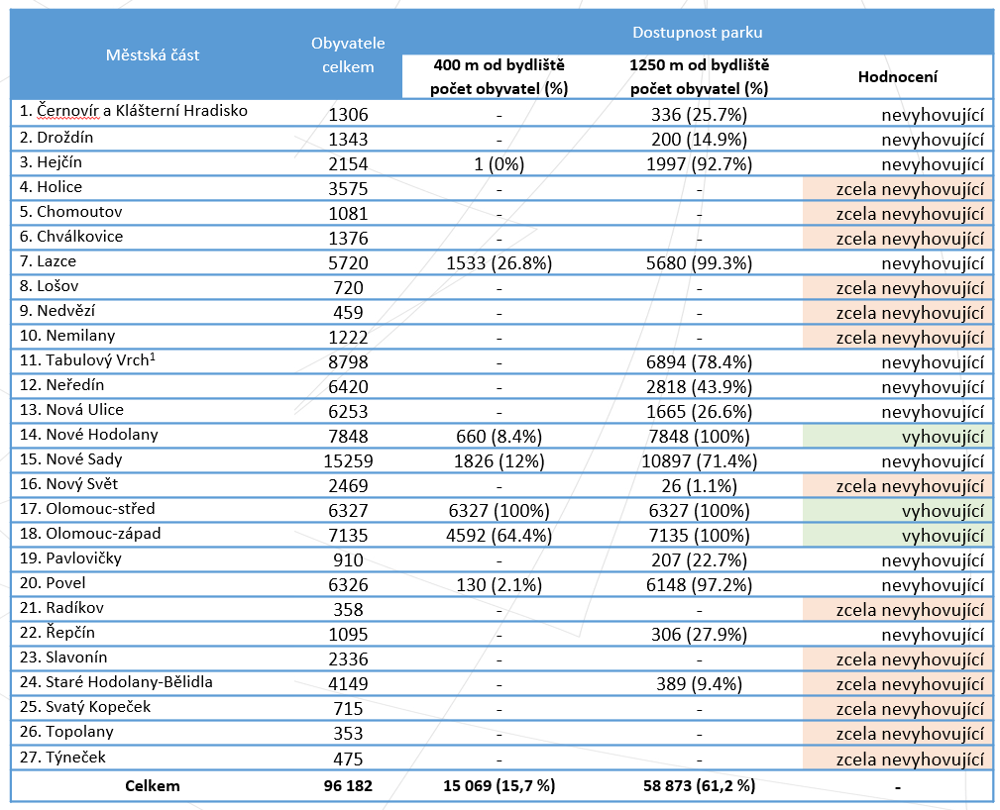 Městská část Obyvatele celkem Dostupnost parku
400 m od bydliště počet obyvatel (%) 1250 m od bydliště počet obyvatel (%) Hodnocení
1. Černovír a Klášterní Hradisko 1306 - 336 (25.7%) nevyhovující
2. Droždín 1343 - 200 (14.9%) nevyhovující
3. Hejčín 2154 1 (0%) 1997 (92.7%) nevyhovující
4. Holice 3575 - - zcela nevyhovující
5. Chomoutov 1081 - - zcela nevyhovující
6. Chválkovice 1376 - - zcela nevyhovující
7. Lazce 5720 1533 (26.8%) 5680 (99.3%) nevyhovující
8. Lošov 720 - - zcela nevyhovující
9. Nedvězí 459 - - zcela nevyhovující
10. Nemilany 1222 - - zcela nevyhovující
11. Tabulový Vrch¹ 8798 - 6894 (78.4%) nevyhovující
12. Neředín 6420 - 2818 (43.9%) nevyhovující
13. Nová Ulice 6253 - 1665 (26.6%) nevyhovující
14. Nové Hodolany 7848 660 (8.4%) 7848 (100%) vyhovující
15. Nové Sady 15259 1826 (12%) 10897 (71.4%) nevyhovující
16. Nový Svět 2469 - 26 (1.1%) zcela nevyhovující
17. Olomouc-střed 6327 6327 (100%) 6327 (100%) vyhovující
18. Olomouc-západ 7135 4592 (64.4%) 7135 (100%) vyhovující
19. Pavlovičky 910 - 207 (22.7%) nevyhovující
20. Povel 6326 130 (2.1%) 6148 (97.2%) nevyhovující
21. Radíkov 358 - - zcela nevyhovující
22. Řepčín 1095 - 306 (27.9%) nevyhovující
23. Slavonín 2336 - - zcela nevyhovující
24. Staré Hodolany-Bělidla 4149 - 389 (9.4%) zcela nevyhovující
25. Svatý Kopeček 715 - - zcela nevyhovující
26. Topolany 353 - - zcela nevyhovující
27. Týneček 475 - - zcela nevyhovující
Celkem 96 182 15 069 (15,7 %) 58 873 (61,2 %) -